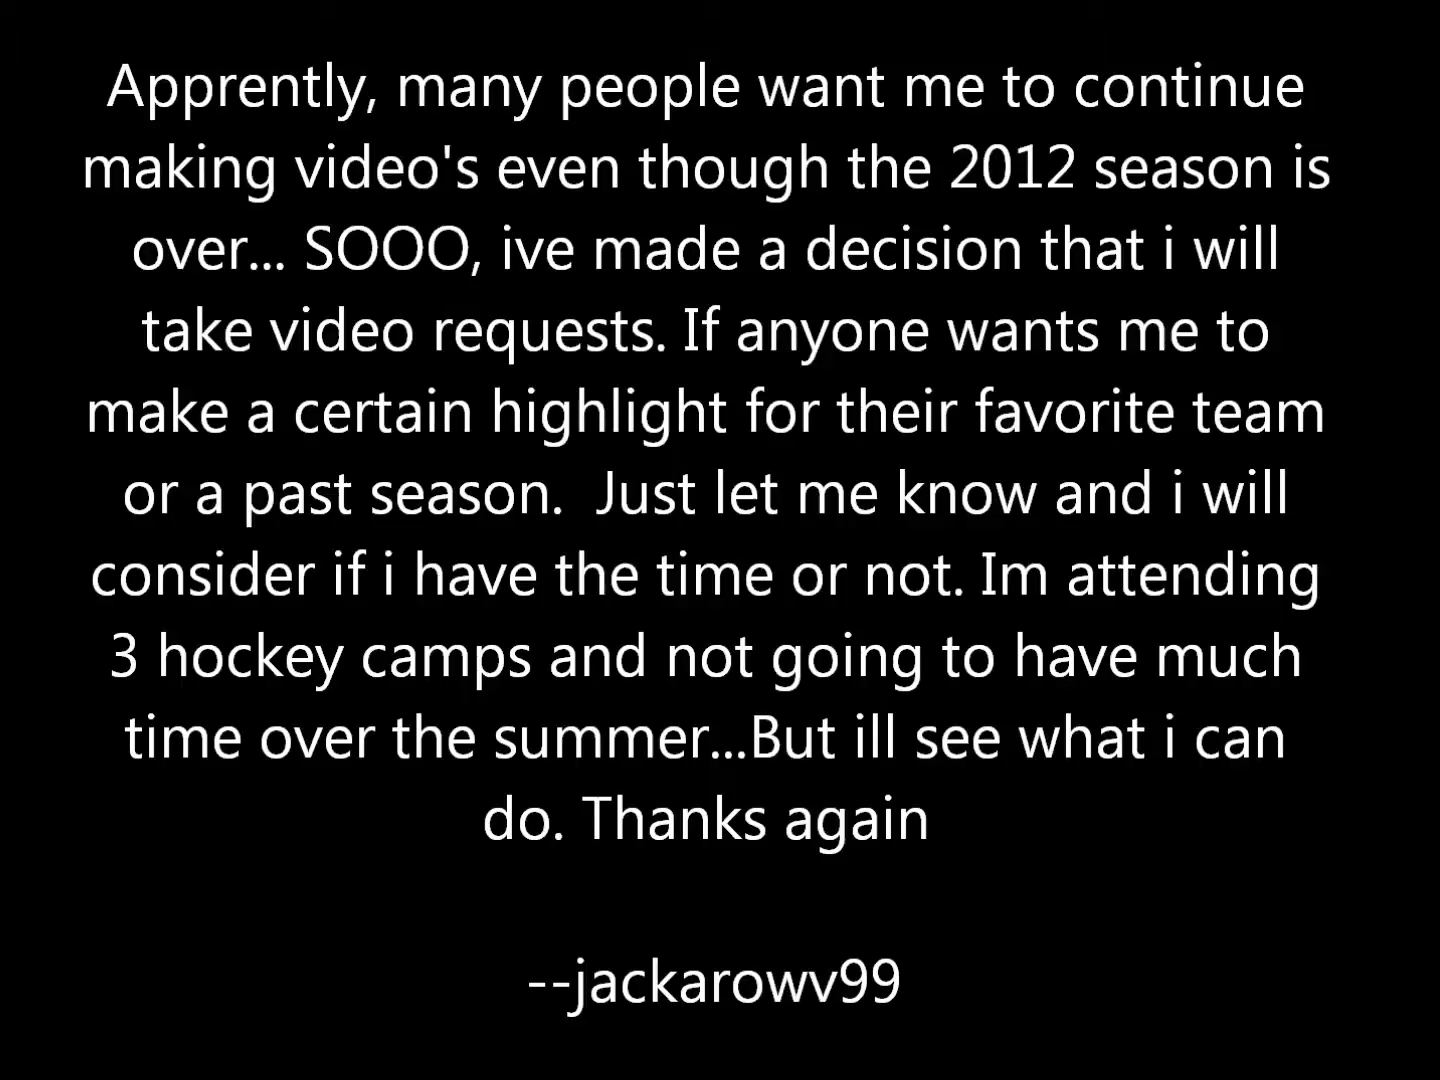 Apprently, many people want me to continue
making video's even though the 2012 season is
over... SOOO, ive made a decision that i will
take video requests. If anyone wants me to
make a certain highlight for their favorite team
or a past season.  Just let me know and i will
consider if i have the time or not. Im attending
3 hockey camps and not going to have much
time over the summer...But ill see what i can
do. Thanks again
--jackarowv99